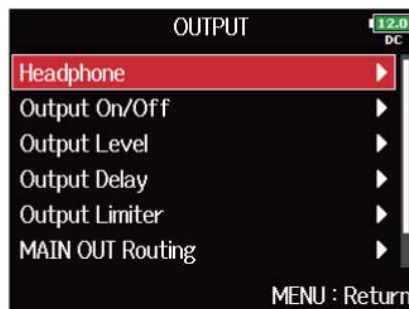 OUTPUT
12.0
DC
Headphone
Output On/Off
Output Level
Output Delay
Output Limiter
MAIN OUT Routing
MENU : Return